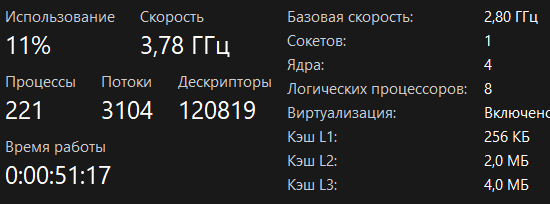 Использование Скорость
11% 3,78 ГГц
Процессы Потоки Дескрипторы
221 3104 120819
Время работы
0:00:51:17
Базовая скорость: 2,80 ГГц
Сокетов: 1
Ядра: 4
Логических процессоров: 8
Виртуализация: Включено
Кэш L1: 256 КБ
Кэш L2: 2,0 МБ
Кэш L3: 4,0 МБ